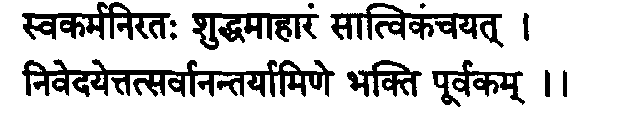 स्वकर्मनिरतः शुद्धमाहारं सात्विकंचयत् ।
निवेदयेत्तत्सर्वानन्तर्यामिणे भक्ति पूर्वकम् ।।